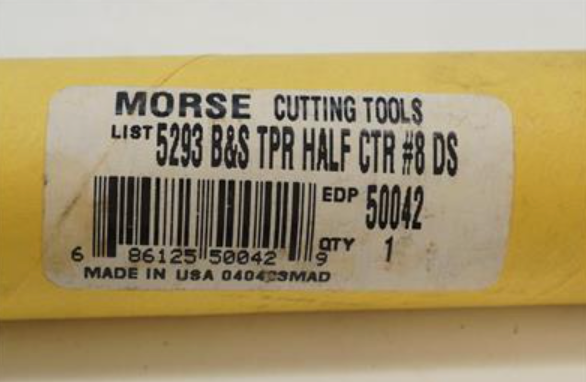 MORSE CUTTING TOOLS
LIST 5293 B&S TPR HALF CTR #8 DS
EDP 50042
QTY 1
6 86125 50042 9
MADE IN USA